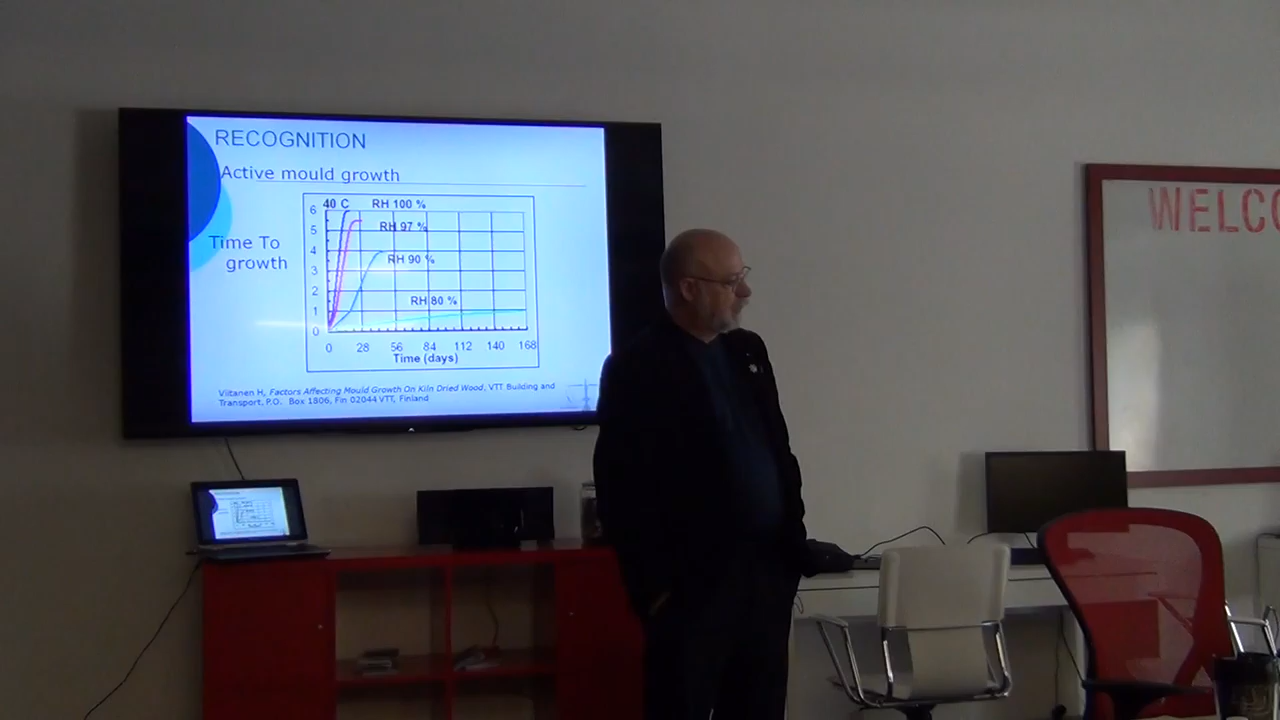 RECOGNITION
Active mould growth
Time To
growth
40 C RH 100 %
RH 97 %
RH 90 %
RH 80 %
6
5
4
3
2
1
0
0 28 56 84 112 140 168
Time (days)
Viitanen H, Factors Affecting Mould Growth On Kiln Dried Wood, VTT Building and
Transport, P.O. Box 1806, Fin 02044 VTT, Finland
WELCO